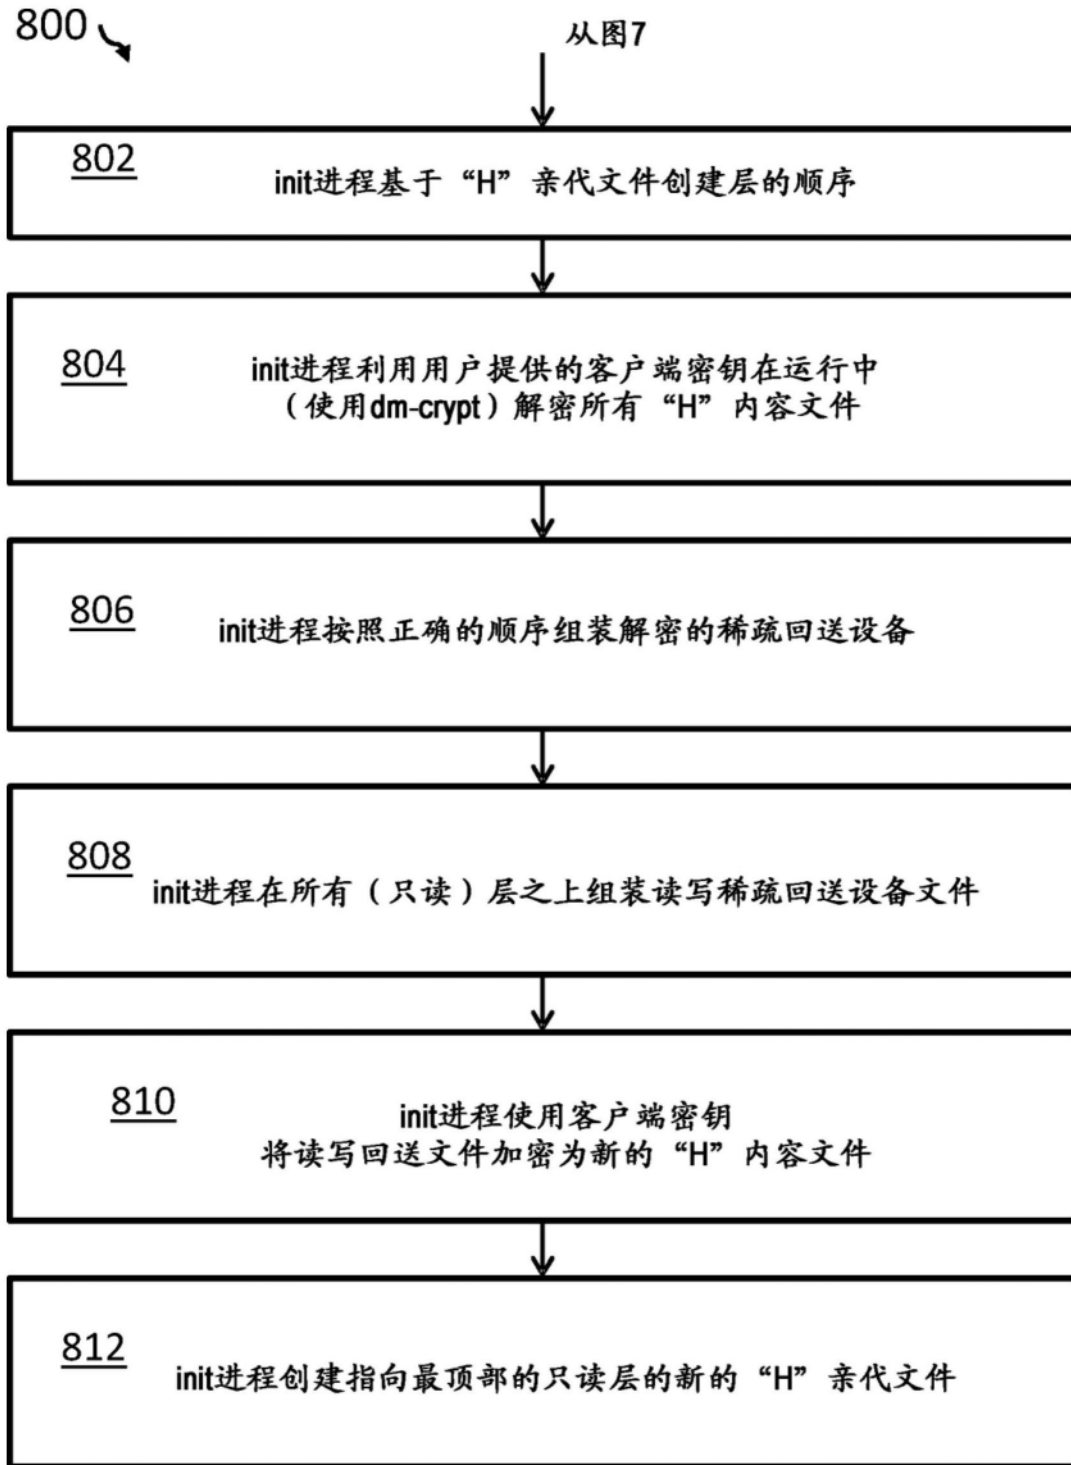 800
从图7
802
init进程基于“H”亲代文件创建层的顺序
804
init进程利用用户提供的客户端密钥在运行中
（使用dm-crypt）解密所有“H”内容文件
806
init进程按照正确的顺序组装解密的稀疏回送设备
808
init进程在所有（只读）层之上组装读写稀疏回送设备文件
810
init进程使用客户端密钥
将读写回送文件加密为新的“H”内容文件
812
init进程创建指向最顶部的只读层的新的“H”亲代文件